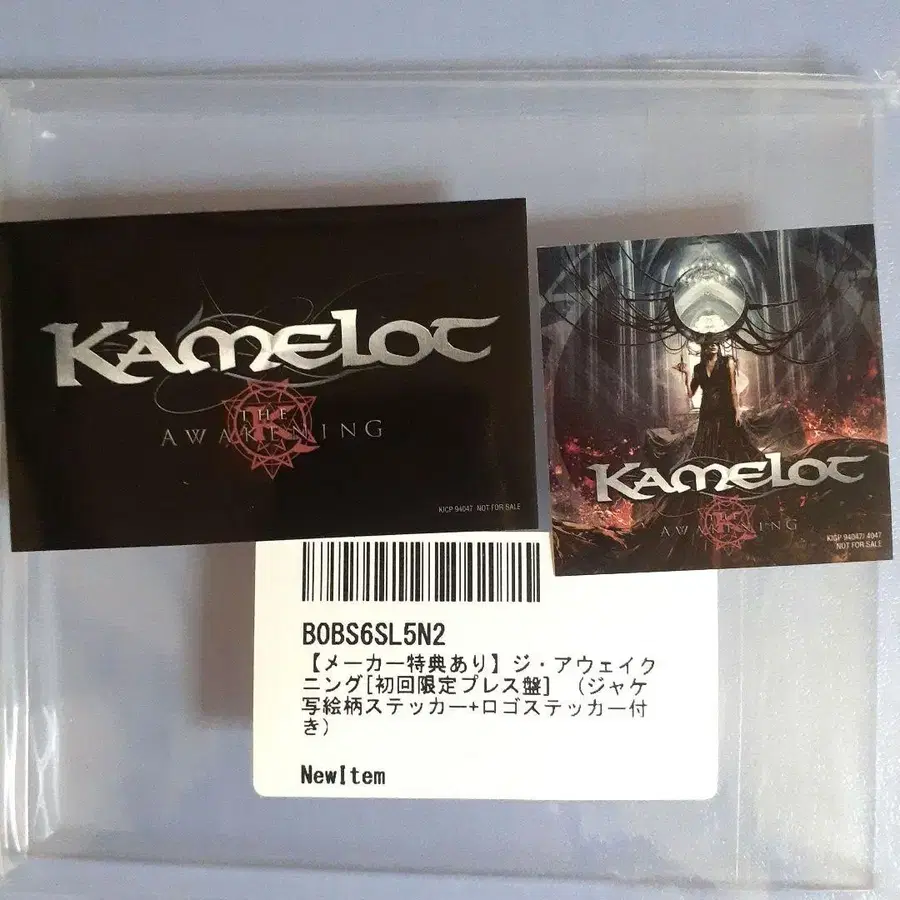 KAMELOT
THE
AWAKENING
KICP 94047 NOT FOR SALE
KAMELOT
THE
AWAKENING
KICP 94047/ 4047
NOT FOR SALE
B0BS6SL5N2
【メーカー特典あり】ジ・アウェイク
ニング[初回限定プレス盤] (ジャケ
写絵柄ステッカー+ロゴステッカー付
き)
NewItem